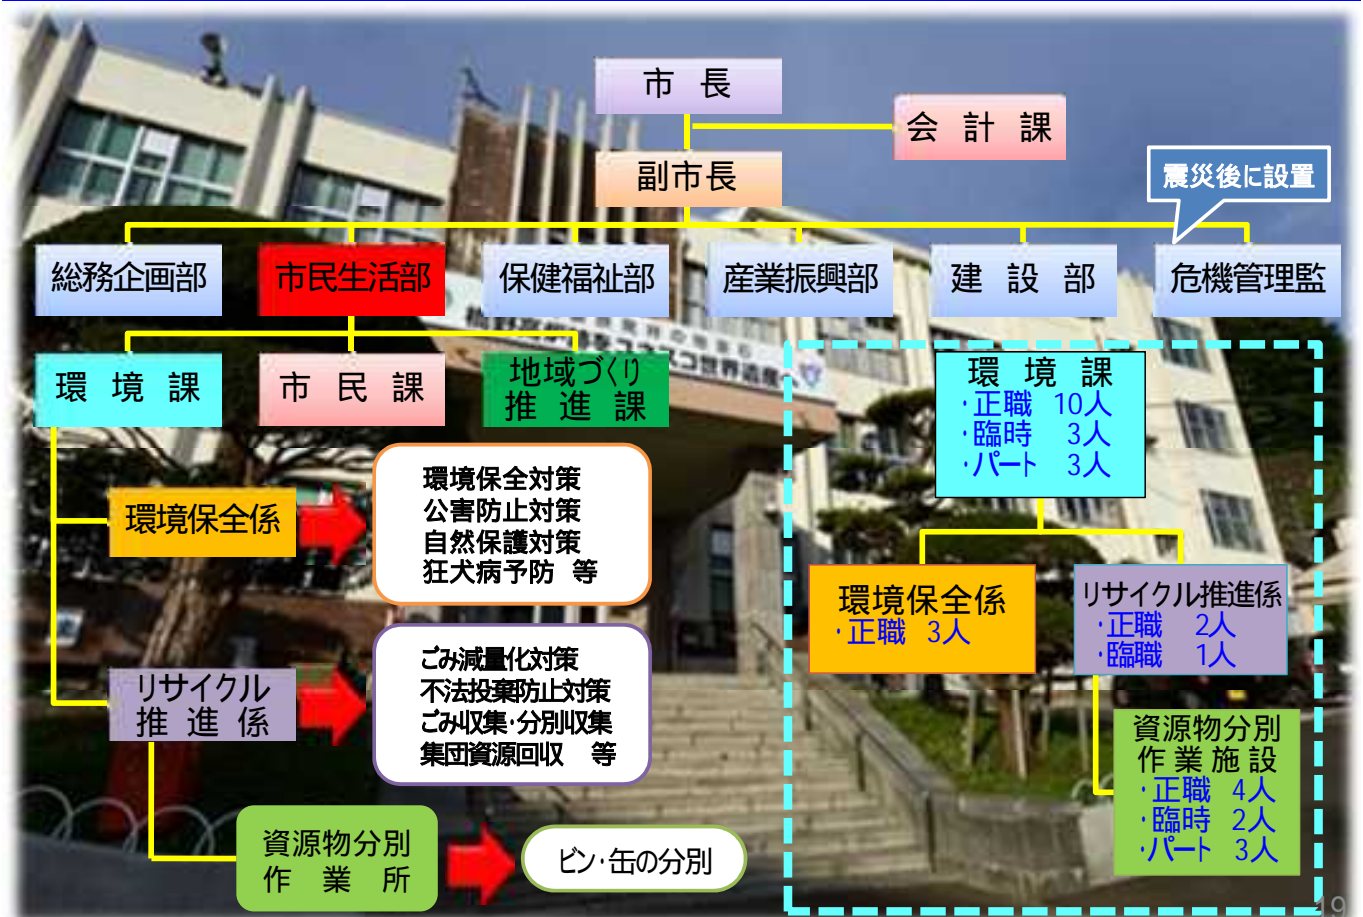 市長
会計課
副市長
震災後に設置
総務企画部
市民生活部
保健福祉部
産業振興部
建設部
危機管理監
環境課
市民課
地域づくり
推進課
環境課
・正職 10人
・臨時 3人
・パート 3人
環境保全係
環境保全対策
公害防止対策
自然保護対策
狂犬病予防 等
環境保全係
・正職 3人
リサイクル推進係
・正職 2人
・臨職 1人
リサイクル
推進係
ごみ減量化対策
不法投棄防止対策
ごみ収集・分別収集
集団資源回収 等
資源物分別
作業施設
・正職 4人
・臨時 2人
・パート 3人
資源物分別
作業所
ビン・缶の分別
19